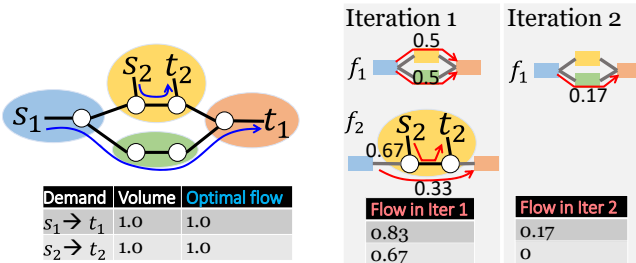 s₂ t₂
s₁ t₁
Demand Volume Optimal flow
s₁→ t₁ 1.0 1.0
s₂→ t₂ 1.0 1.0
Iteration 1
0.5
f₁
0.5
f₂ s₂ t₂
0.67
0.33
Flow in Iter 1
0.83
0.67
Iteration 2
f₁
0.17
Flow in Iter 2
0.17
0